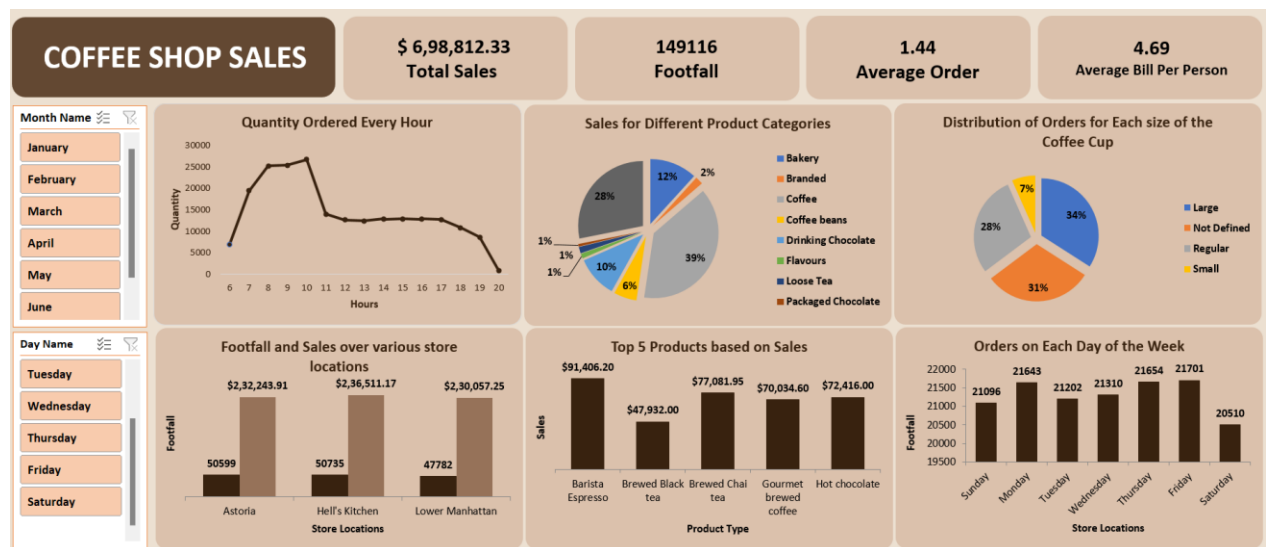 COFFEE SHOP SALES
$ 6,98,812.33
Total Sales
149116
Footfall
1.44
Average Order
4.69
Average Bill Per Person
Month Name
January
February
March
April
May
June
Day Name
Tuesday
Wednesday
Thursday
Friday
Saturday
Quantity Ordered Every Hour
Quantity
30000
25000
20000
15000
10000
5000
0
6 7 8 9 10 11 12 13 14 15 16 17 18 19 20
Hours
Sales for Different Product Categories
12%
2%
28%
39%
1%
1%
1%
10%
6%
Bakery
Branded
Coffee
Coffee beans
Drinking Chocolate
Flavours
Loose Tea
Packaged Chocolate
Distribution of Orders for Each size of the
Coffee Cup
7%
34%
28%
31%
Large
Not Defined
Regular
Small
Footfall and Sales over various store
locations
$2,32,243.91
$2,36,511.17
$2,30,057.25
Footfall
50599
50735
47782
Astoria
Hell's Kitchen
Lower Manhattan
Store Locations
Top 5 Products based on Sales
Sales
$91,406.20
$47,932.00
$77,081.95
$70,034.60
$72,416.00
Barista
Espresso
Brewed Black
tea
Brewed Chai
tea
Gourmet
brewed
coffee
Hot chocolate
Product Type
Orders on Each Day of the Week
Footfall
22000
21500
21000
20500
20000
19500
21096
21643
21202
21310
21654
21701
20510
Sunday
Monday
Tuesday
Wednesday
Thursday
Friday
Saturday
Store Locations